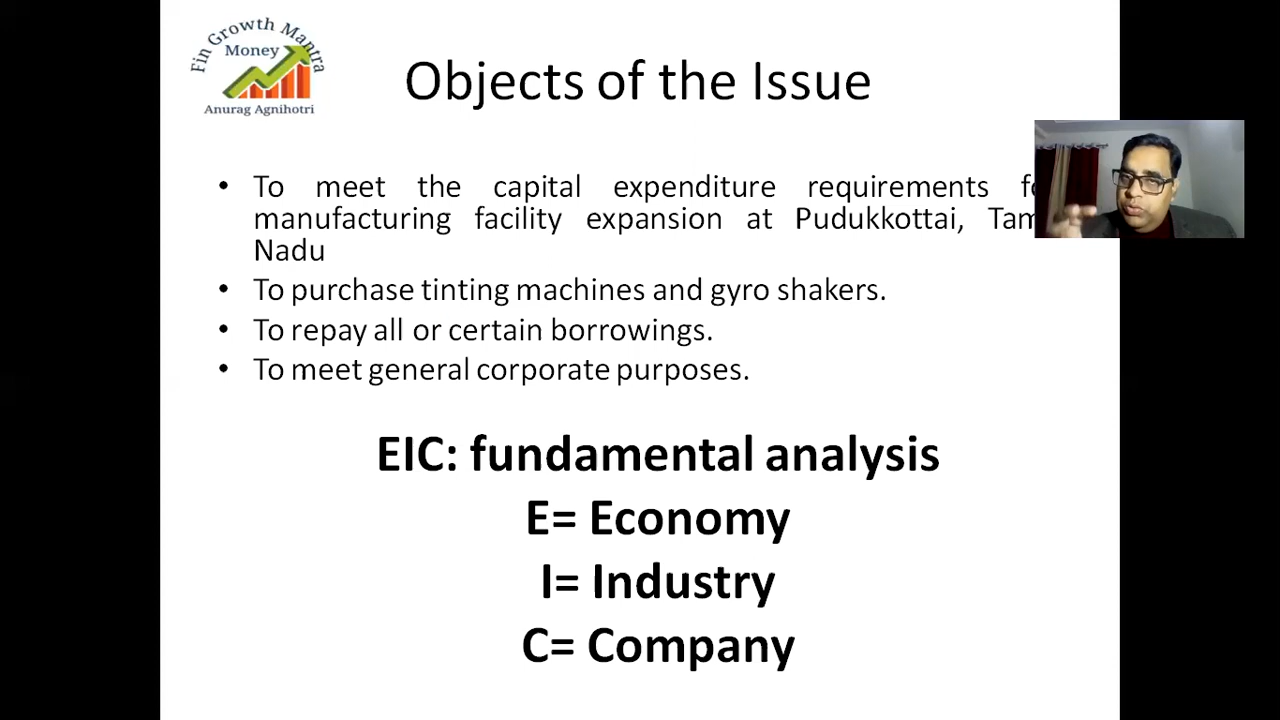 Fin Growth Mantra
Money
Anurag Agnihotri
Objects of the Issue
• To meet the capital expenditure requirements
manufacturing facility expansion at Pudukkottai,
Nadu
• To purchase tinting machines and gyro shakers.
• To repay all or certain borrowings.
• To meet general corporate purposes.
EIC: fundamental analysis
E= Economy
I= Industry
C= Company